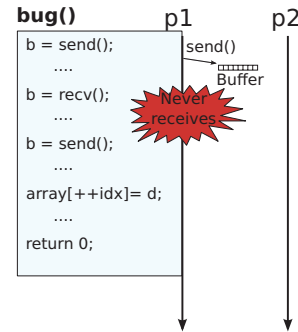 bug()
p1
p2
b = send();
....
b = recv();
....
b = send();
....
array[++idx]= d;
....
return 0;
send()
Buffer
Never
receives